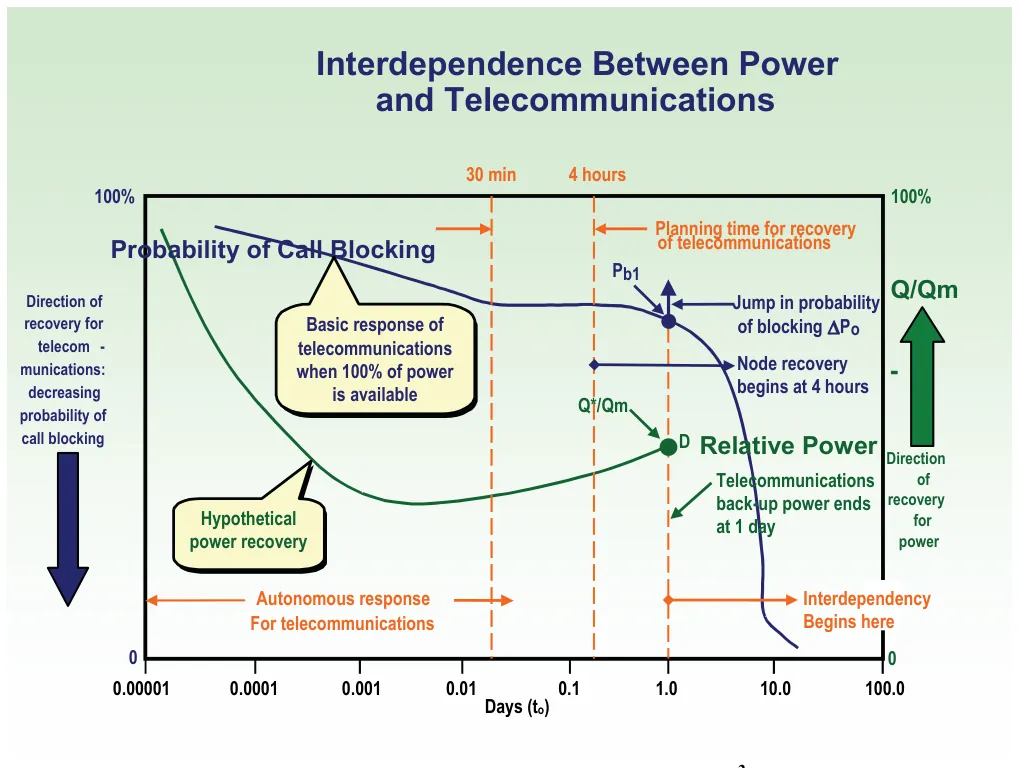 Interdependence Between Power
and Telecommunications
30 min
4 hours
100%
100%
Planning time for recovery
of telecommunications
Probability of Call Blocking
Pb1
Q/Qm
Direction of
recovery for
telecom -
munications:
decreasing
probability of
call blocking
Jump in probability
of blocking ΔPo
Basic response of
telecommunications
when 100% of power
is available
Node recovery
begins at 4 hours
-
Q*/Qm
D
Relative Power
Direction
of
recovery
for
power
Telecommunications
back-up power ends
at 1 day
Hypothetical
power recovery
Autonomous response
For telecommunications
Interdependency
Begins here
0
0
0.00001
0.0001
0.001
0.01
0.1
1.0
10.0
100.0
Days (to)